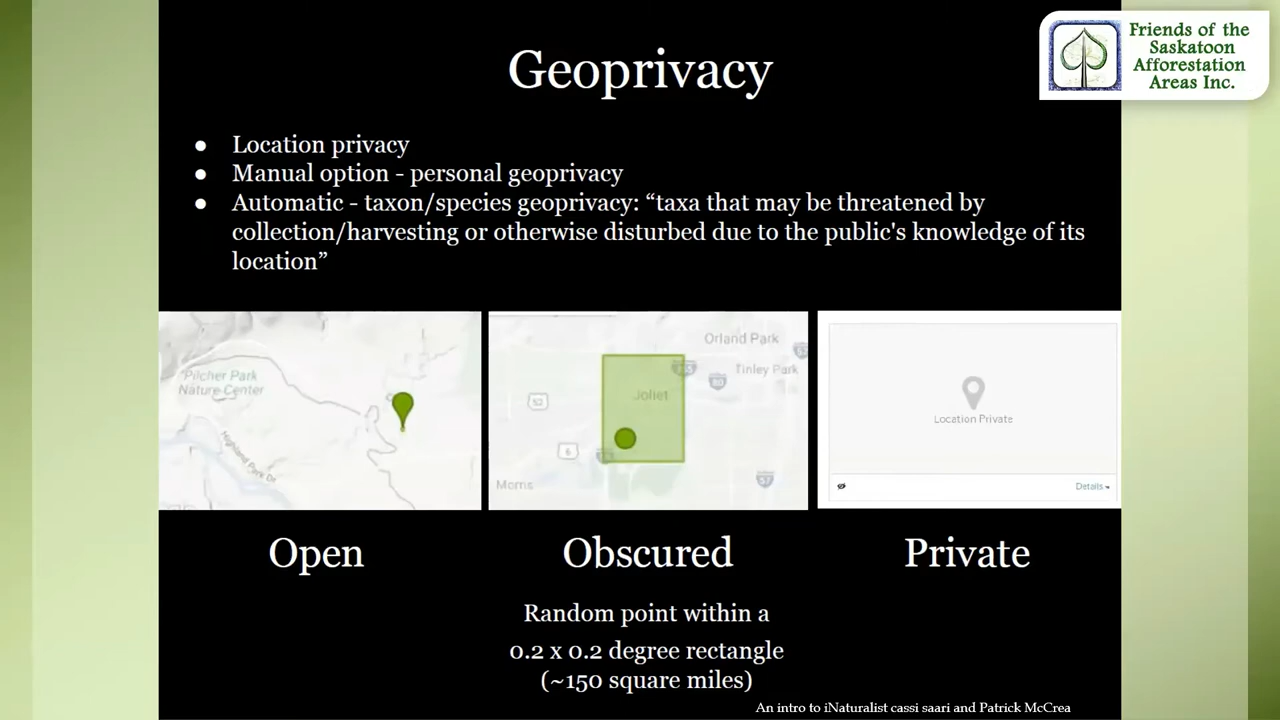 Friends of the
Saskatoon
Afforestation
Areas Inc.
Geoprivacy
● Location privacy
● Manual option - personal geoprivacy
● Automatic - taxon/species geoprivacy: “taxa that may be threatened by
collection/harvesting or otherwise disturbed due to the public's knowledge of its
location”
Pilcher Park
Nature Center
Highland Park Dr
Orland Park
Tinley Park
Joliet
52
80
6
Morris
57
Location Private
Details
Open
Obscured
Private
Random point within a
0.2 x 0.2 degree rectangle
(~150 square miles)
An intro to iNaturalist cassi saari and Patrick McCrea